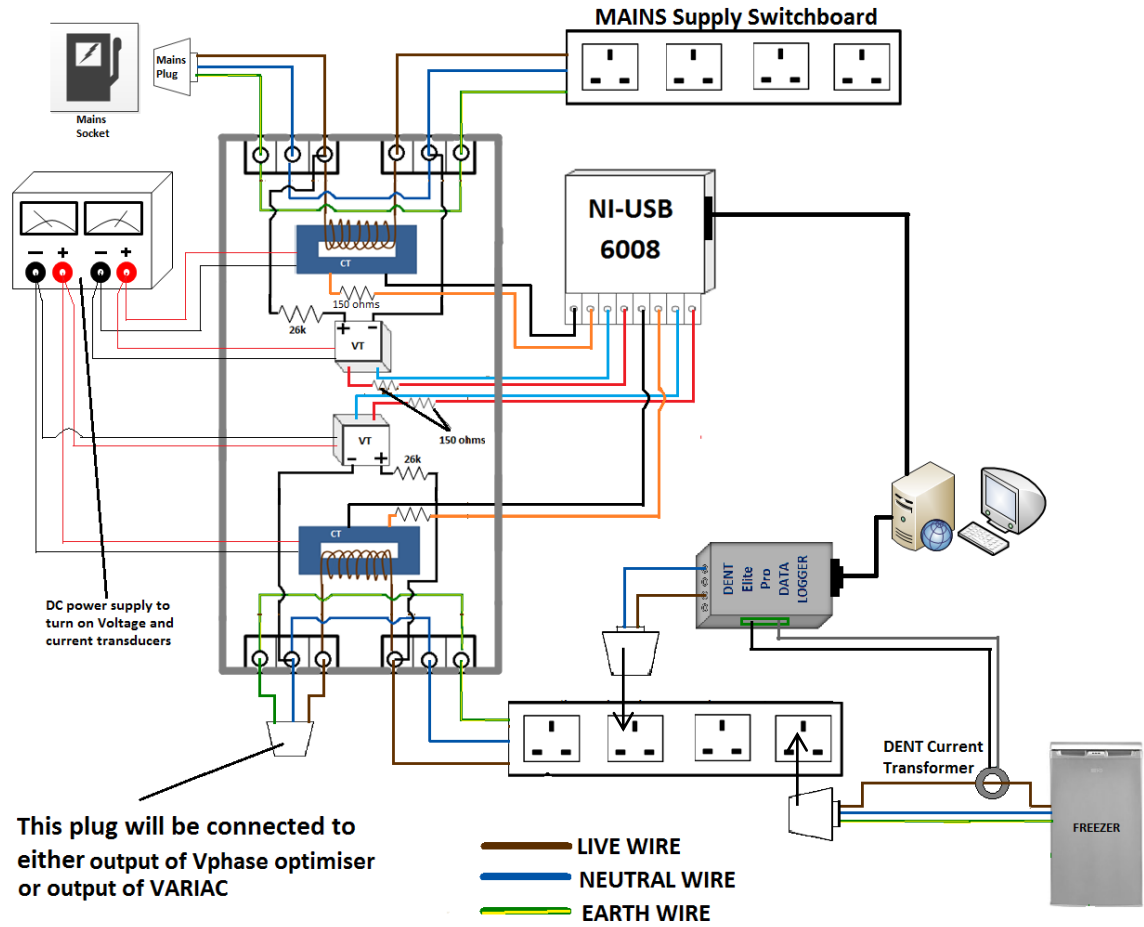 MAINS Supply Switchboard
Mains
Plug
Mains
Socket
NI-USB
6008
− + − +
CT
150 ohms
26k
+ −
VT
150 ohms
VT
− +
26k
CT
DC power supply to
turn on Voltage and
current transducers
DENT
Elite
Pro
DATA
LOGGER
DENT Current
Transformer
FREEZER
This plug will be connected to
either output of Vphase optimiser
or output of VARIAC
LIVE WIRE
NEUTRAL WIRE
EARTH WIRE